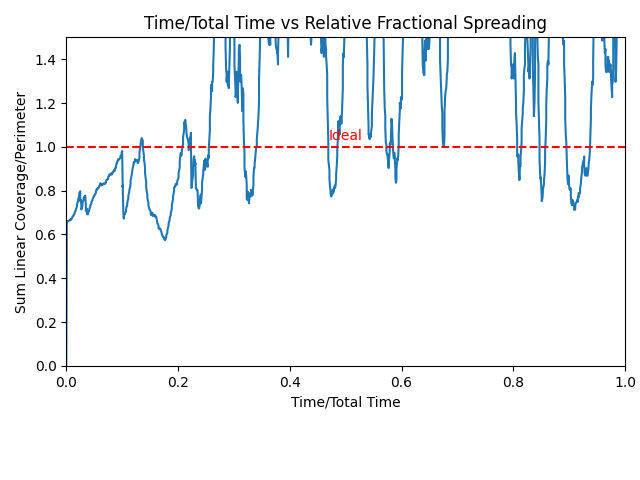 Time/Total Time vs Relative Fractional Spreading
Sum Linear Coverage/Perimeter
1.4
1.2
1.0
0.8
0.6
0.4
0.2
0.0
Ideal
0.0 0.2 0.4 0.6 0.8 1.0
Time/Total Time